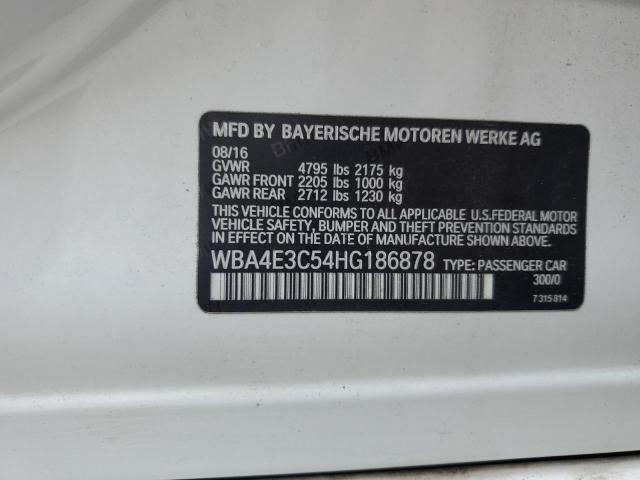 MFD BY BAYERISCHE MOTOREN WERKE AG
08/16
GVWR 4795 lbs 2175 kg
GAWR FRONT 2205 lbs 1000 kg
GAWR REAR 2712 lbs 1230 kg
THIS VEHICLE CONFORMS TO ALL APPLICABLE U.S.FEDERAL MOTOR
VEHICLE SAFETY, BUMPER AND THEFT PREVENTION STANDARDS
IN EFFECT ON THE DATE OF MANUFACTURE SHOWN ABOVE.
WBA4E3C54HG186878 TYPE: PASSENGER CAR
300/0
7315814